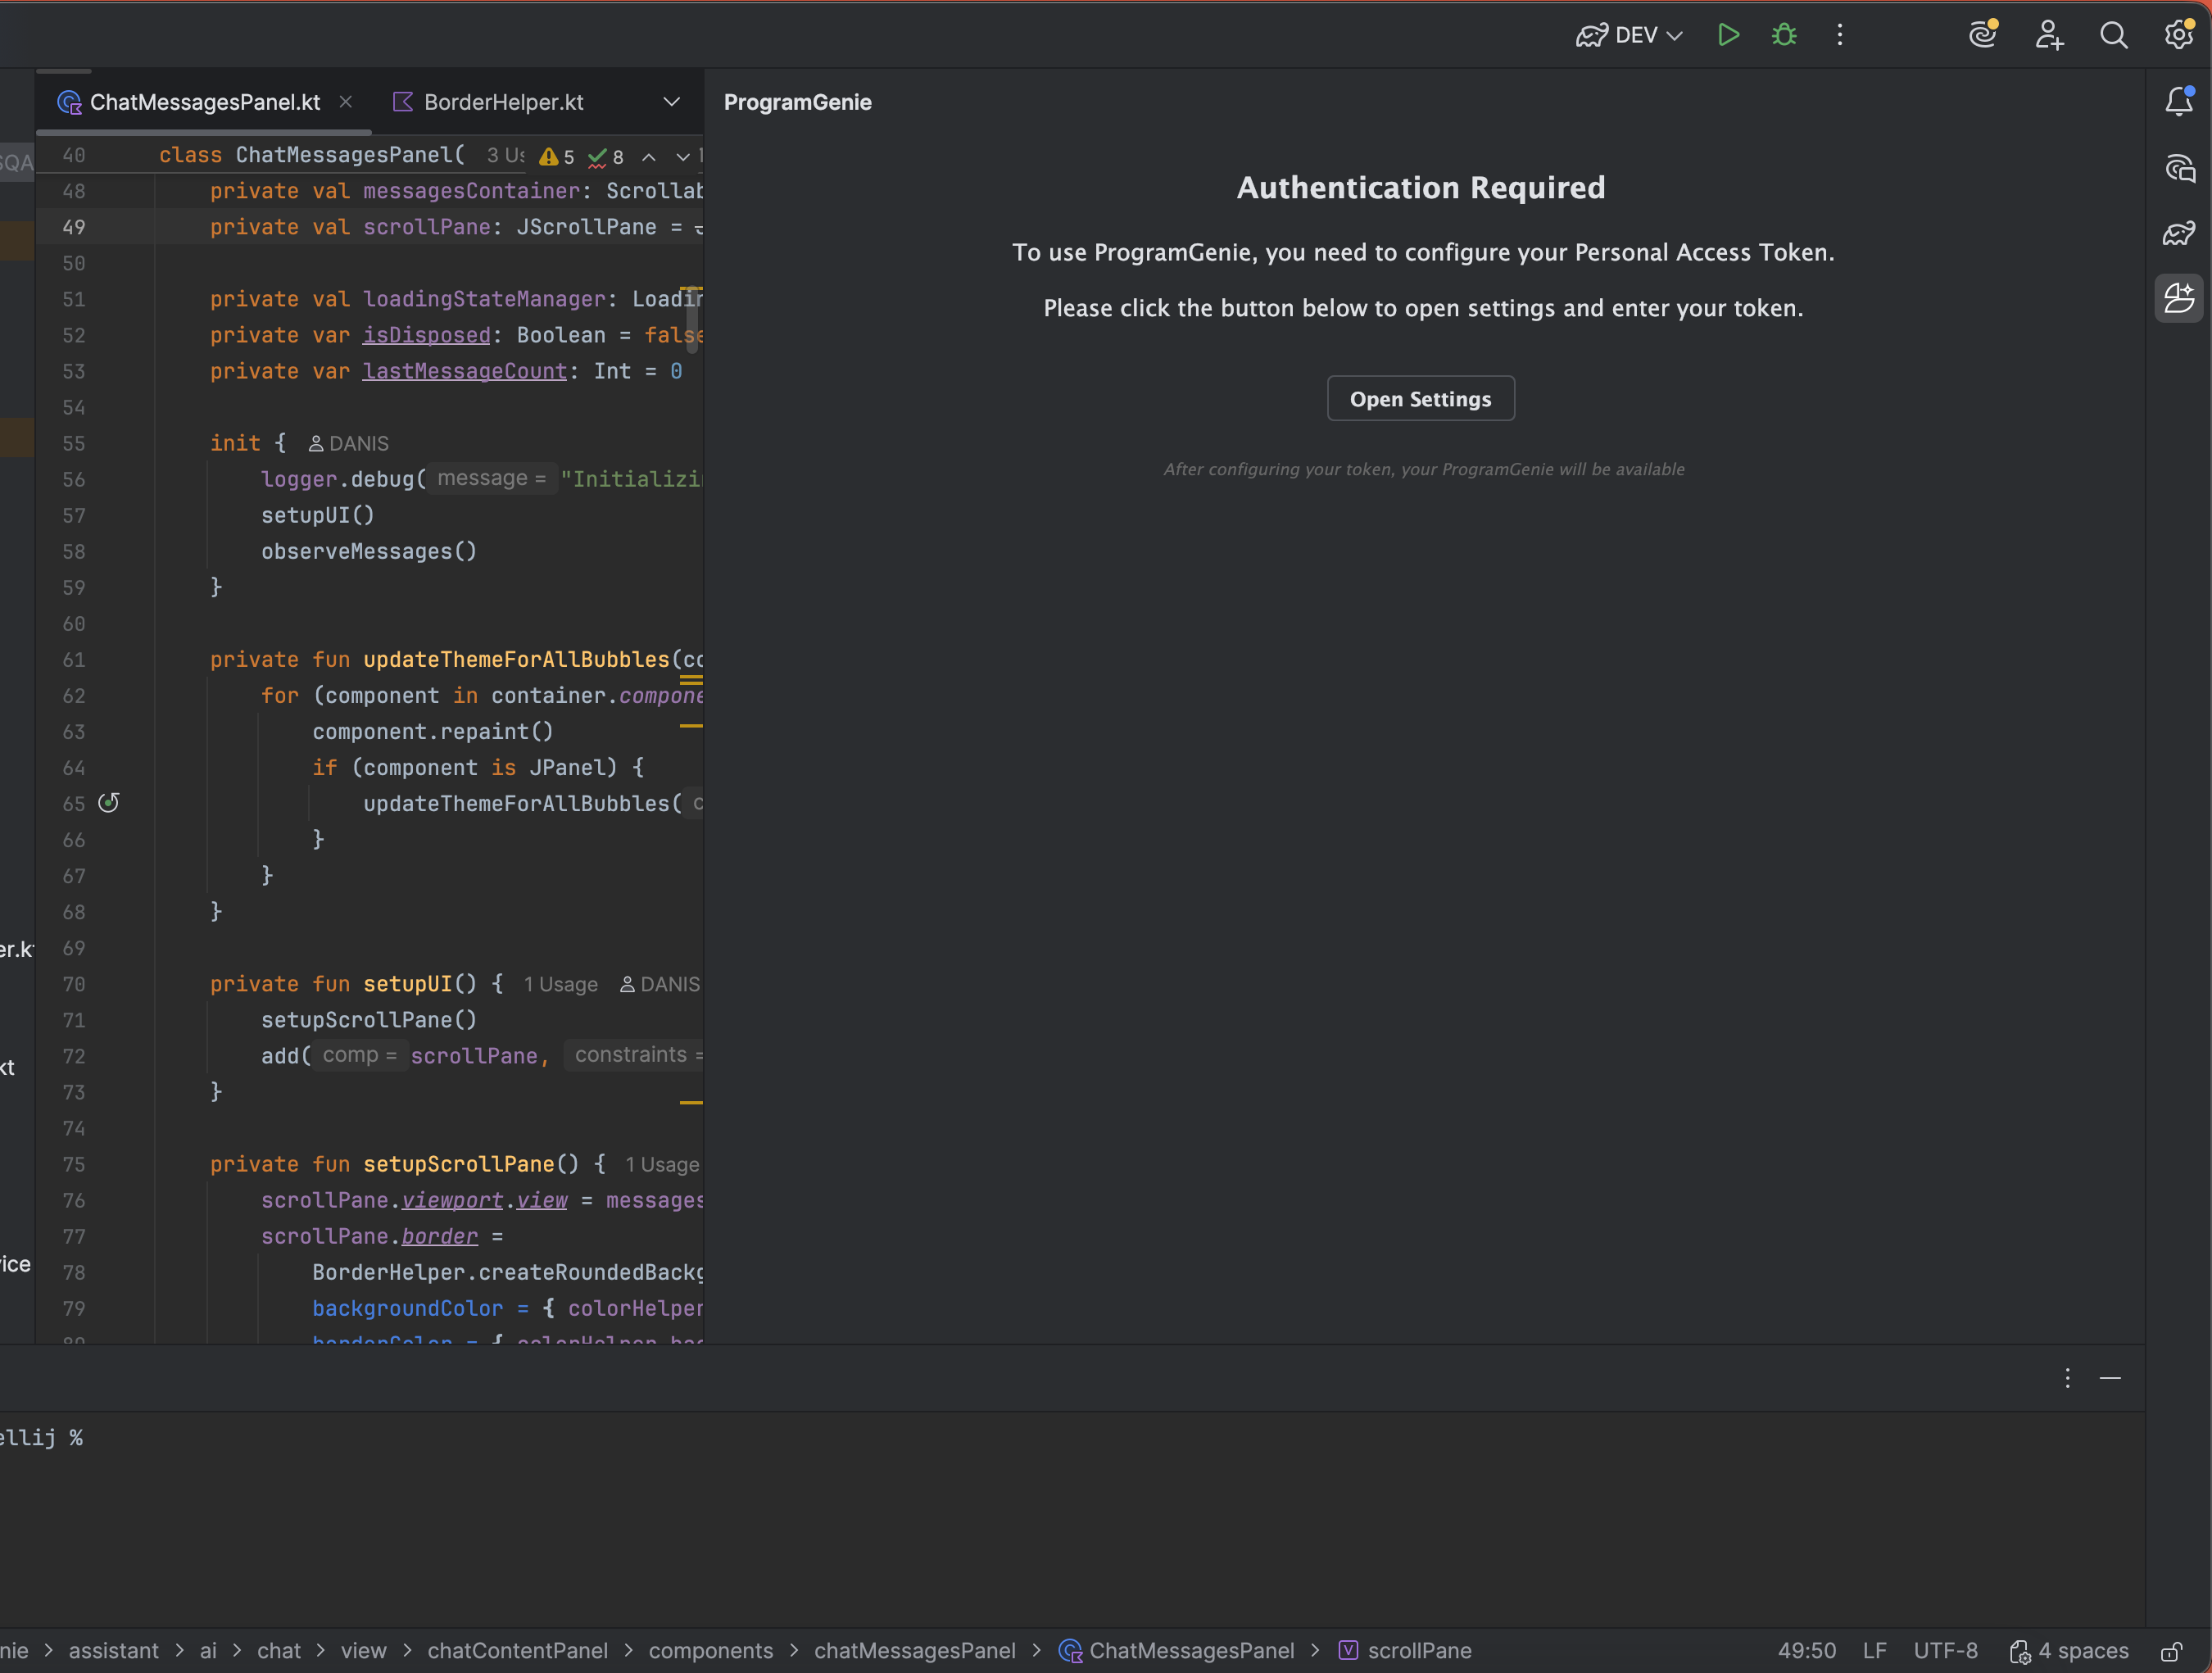 DEV
ChatMessagesPanel.kt
BorderHelper.kt
ProgramGenie
40 class ChatMessagesPanel( 3 Us 5 8
48 private val messagesContainer: Scrollab
49 private val scrollPane: JScrollPane =
50
51 private val loadingStateManager: Loadin
52 private var isDisposed: Boolean = false
53 private var lastMessageCount: Int = 0
54
55 init { DANIS
56 logger.debug( message = "Initializi
57 setupUI()
58 observeMessages()
59 }
60
61 private fun updateThemeForAllBubbles(co
62 for (component in container.compone
63 component.repaint()
64 if (component is JPanel) {
65 updateThemeForAllBubbles( c
66 }
67 }
68 }
69
70 private fun setupUI() { 1 Usage DANIS
71 setupScrollPane()
72 add( comp = scrollPane, constraints =
73 }
74
75 private fun setupScrollPane() { 1 Usage
76 scrollPane.viewport.view = messages
77 scrollPane.border =
78 BorderHelper.createRoundedBackg
79 backgroundColor = { colorHelper
SQA
er.kt
kt
ice
Authentication Required
To use ProgramGenie, you need to configure your Personal Access Token.
Please click the button below to open settings and enter your token.
Open Settings
After configuring your token, your ProgramGenie will be available
ellij %
nie > assistant > ai > chat > view > chatContentPanel > components > chatMessagesPanel > ChatMessagesPanel > scrollPane
49:50 LF UTF-8 4 spaces